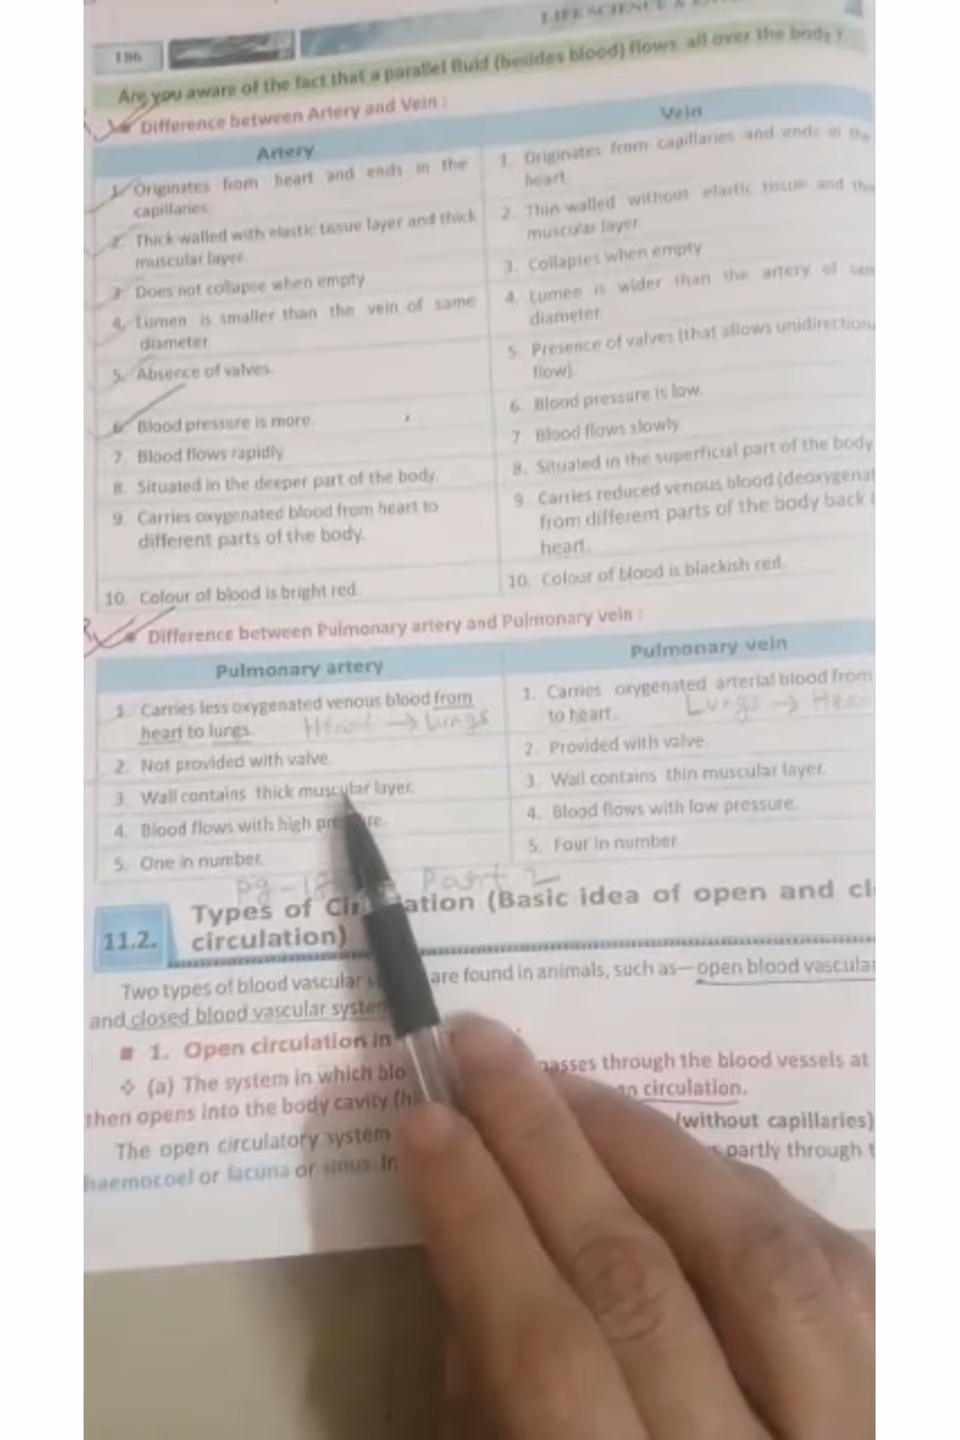 186
LIFE SCIENCE &
Are you aware of the fact that a parallel fluid (besides blood) flows all over the body ?
Difference between Artery and Vein :
Artery
1. Originates from heart and ends in the
capillaries.
2. Thick walled with elastic tissue layer and thick
muscular layer.
3. Does not collapse when empty
4. Lumen is smaller than the vein of same
diameter.
5. Absence of valves.
6. Blood pressure is more.
7. Blood flows rapidly
8. Situated in the deeper part of the body.
9. Carries oxygenated blood from heart to
different parts of the body.
10. Colour of blood is bright red.
Vein
1. Originates from capillaries and ends in the
heart.
2. Thin walled without elastic tissue and
muscular layer.
3. Collapses when empty
4. Lumen is wider than the artery of
diameter.
5. Presence of valves (that allows
flow).
6. Blood pressure is low.
7 Blood flows slowly
8. Situated in the superficial part of the body
9. Carries reduced venous blood
from different parts of the body back
heart.
10. Colour of blood is blackish red.
Difference between Pulmonary artery and Pulmonary vein :
Pulmonary artery
1. Carries less oxygenated venous blood from
heart to lungs. Heart → Lungs
2. Not provided with valve.
3. Wall contains thick muscular layer.
4. Blood flows with high
5. One in number.
Pulmonary vein
1. Carries oxygenated arterial blood from
to heart. Lungs →
2. Provided with valve.
3. Wall contains thin muscular layer.
4. Blood flows with low pressure.
5. Four in number.
Part 2
11.2. Types of (Basic idea of open and
circulation)
Two types of blood vascular are found in animals, such as—open blood
and closed blood vascular
1. Open circulation in
(a) The system in which passes through the blood vessels at
then opens into the body cavity circulation.
The open circulatory system (without capillaries)
haemocoel or lacuna or sinus. In partly through